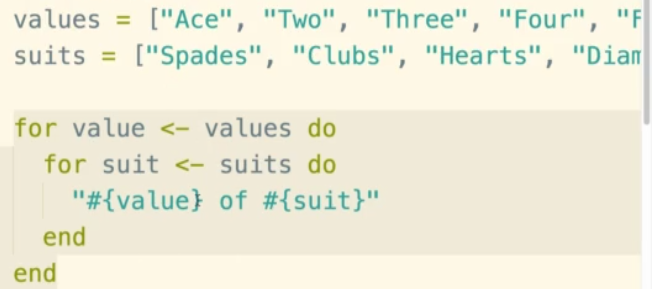 values = ["Ace", "Two", "Three", "Four", "F
suits = ["Spades", "Clubs", "Hearts", "Diam
for value <- values do
  for suit <- suits do
    "#{value} of #{suit}"
  end
end